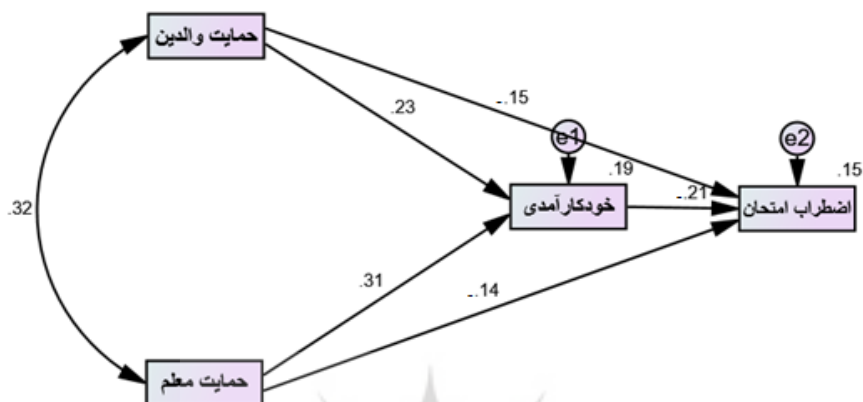 حمایت والدین
-.15
.23
e1
e2
.19
.15
.32
خودکارآمدی
-.21
اضطراب امتحان
.31
-.14
حمایت معلم